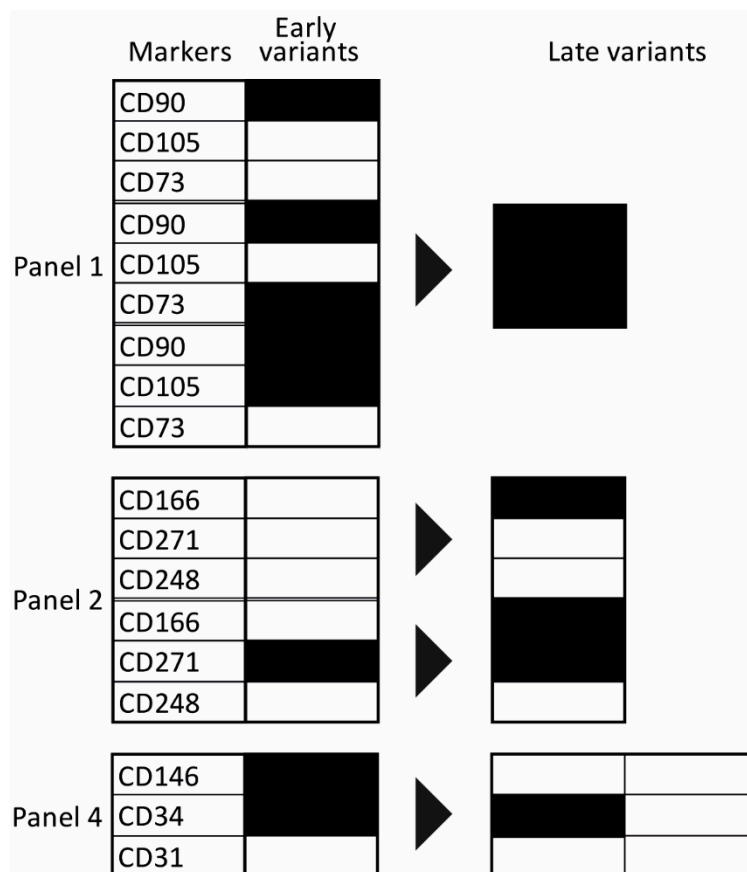 Markers
Early
variants
Late variants
Panel 1
CD90
CD105
CD73
CD90
CD105
CD73
CD90
CD105
CD73
Panel 2
CD166
CD271
CD248
CD166
CD271
CD248
Panel 4
CD146
CD34
CD31